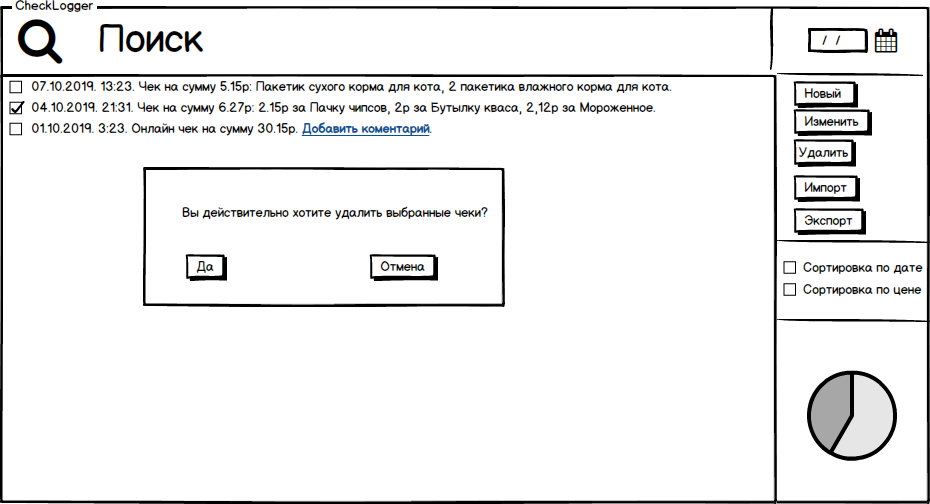 CheckLogger
Поиск
/ /
07.10.2019. 13:23. Чек на сумму 5.15р: Пакетик сухого корма для кота, 2 пакетика влажного корма для кота.
04.10.2019. 21:31. Чек на сумму 6.27р: 2.15р за Пачку чипсов, 2р за Бутылку кваса, 2,12р за Мороженное.
01.10.2019. 3:23. Онлайн чек на сумму 30.15р. Добавить коментарий.
Вы действительно хотите удалить выбранные чеки?
Да
Отмена
Новый
Изменить
Удалить
Импорт
Экспорт
Сортировка по дате
Сортировка по цене